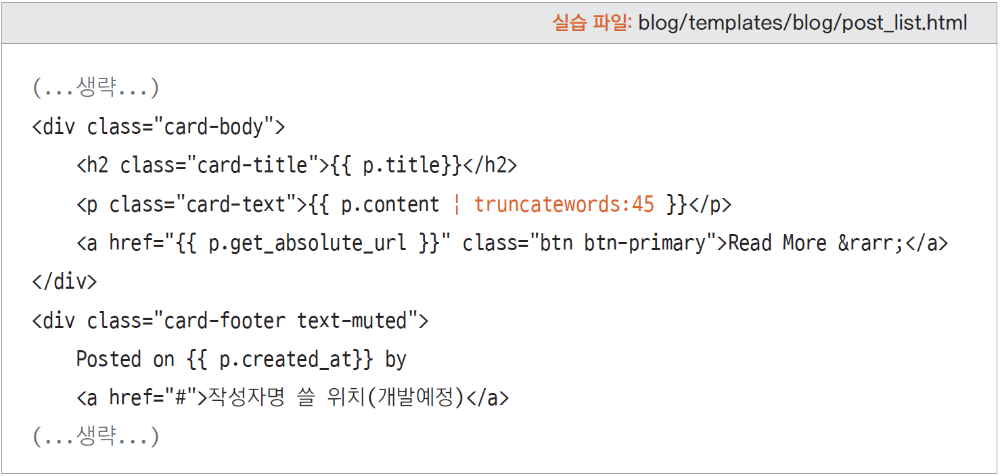 실습 파일: blog/templates/blog/post_list.html
(...생략...)
<div class="card-body">
    <h2 class="card-title">{{ p.title}}</h2>
    <p class="card-text">{{ p.content ¦ truncatewords:45 }}</p>
    <a href="{{ p.get_absolute_url }}" class="btn btn-primary">Read More &rarr;</a>
</div>
<div class="card-footer text-muted">
    Posted on {{ p.created_at}} by
    <a href="#">작성자명 쓸 위치(개발예정)</a>
(...생략...)